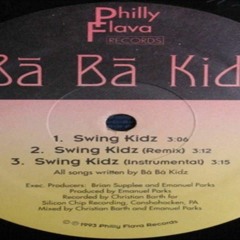 Philly
Flava
RECORDS
Bā Bā Kid
1. Swing Kidz 3:06
2. Swing Kidz (Remix) 3:12
3. Swing Kidz (Instrumental) 3:15
All songs written by Bā Bā Kidz
Exec. Producers: Brian Supplee and Emanuel Parks
Produced by Emanuel Parks
Recorded by Christian Barth for
Silicon Chip Recording, Conshohocken, PA
Mixed by Christian Barth and Emanuel Parks
℗ © 1993 Philly Flava Records